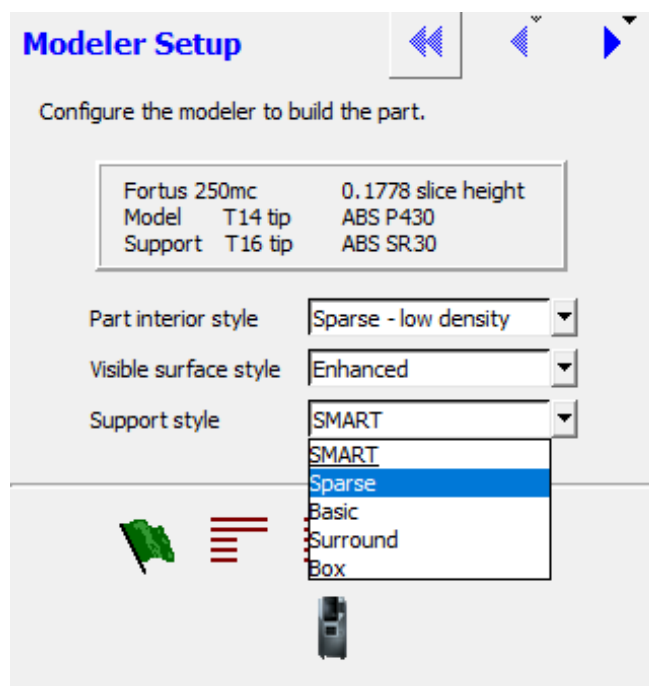 Modeler Setup
Configure the modeler to build the part.
Fortus 250mc 0.1778 slice height
Model T14 tip ABS P430
Support T16 tip ABS SR30
Part interior style Sparse - low density
Visible surface style Enhanced
Support style SMART
SMART
Sparse
Basic
Surround
Box